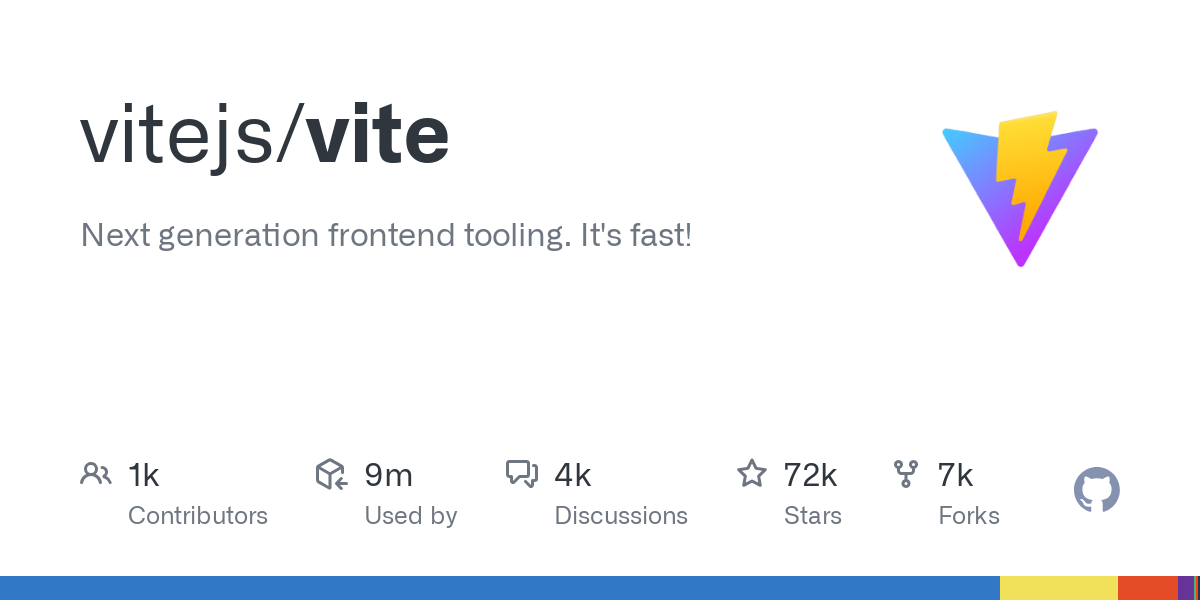 vitejs/vite
Next generation frontend tooling. It's fast!
1k
Contributors
9m
Used by
4k
Discussions
72k
Stars
7k
Forks